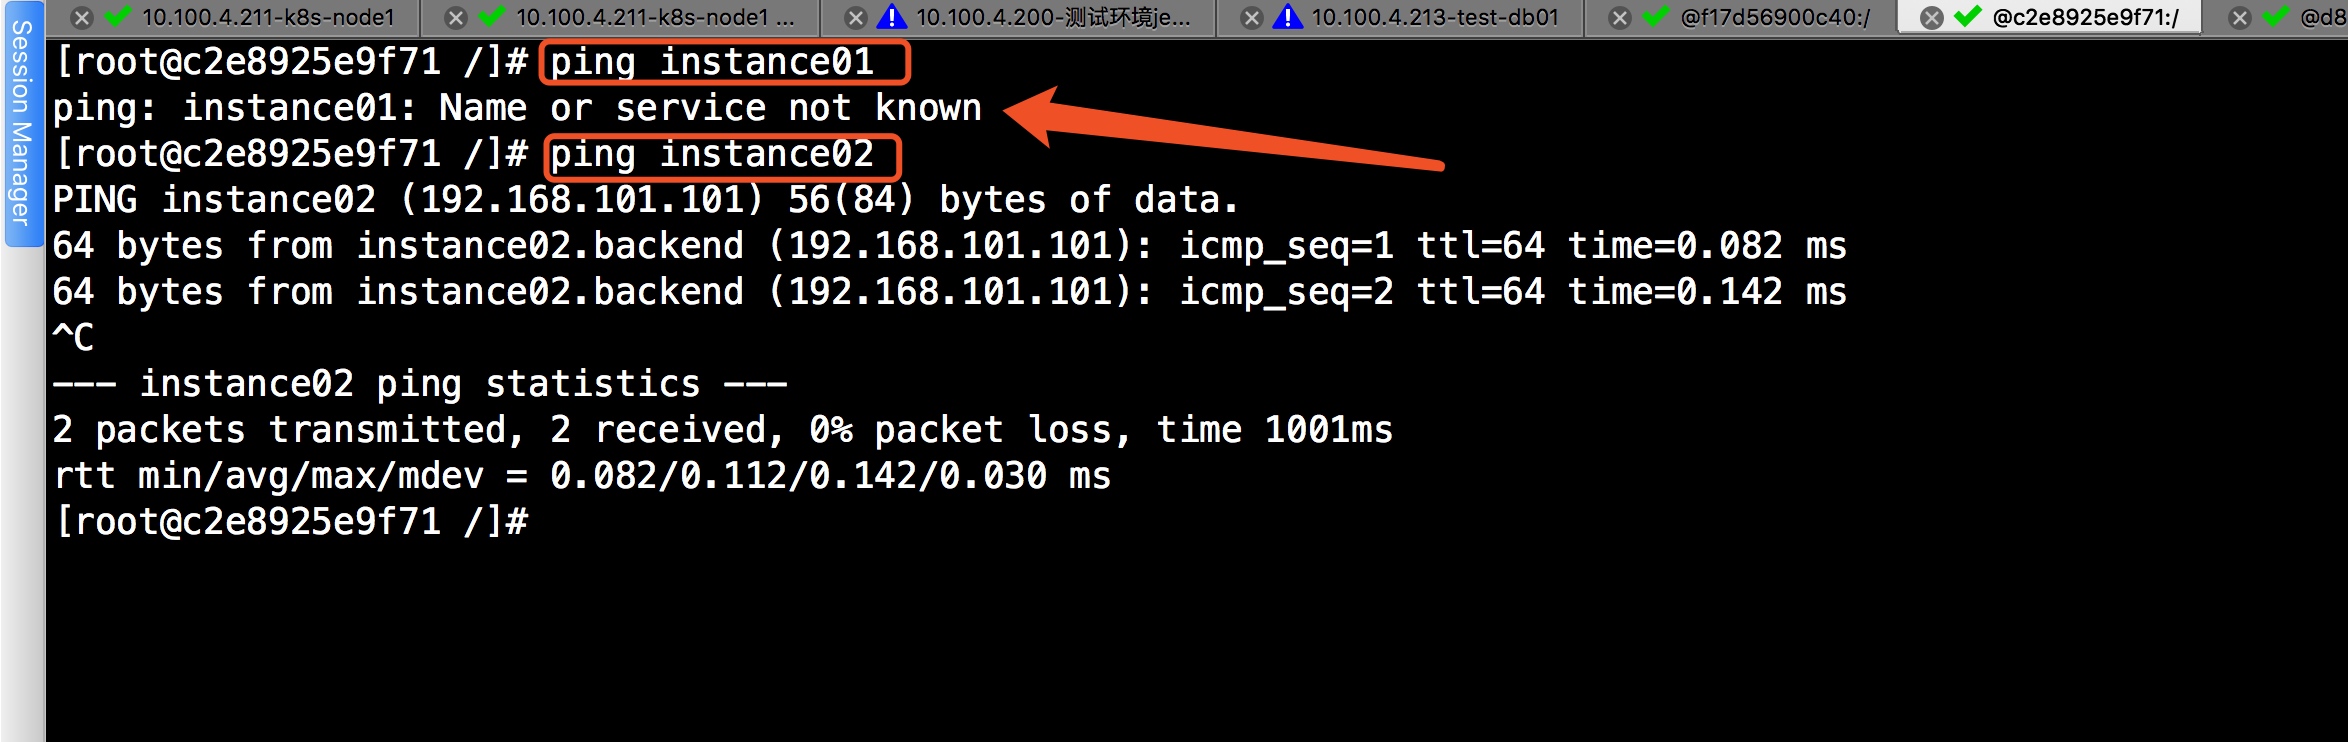 10.100.4.211-k8s-node1
10.100.4.211-k8s-node1 ...
10.100.4.200-测试环境je...
10.100.4.213-test-db01
@f17d56900c40:/
@c2e8925e9f71:/
@d8
Session Manager
[root@c2e8925e9f71 /]# ping instance01
ping: instance01: Name or service not known
[root@c2e8925e9f71 /]# ping instance02
PING instance02 (192.168.101.101) 56(84) bytes of data.
64 bytes from instance02.backend (192.168.101.101): icmp_seq=1 ttl=64 time=0.082 ms
64 bytes from instance02.backend (192.168.101.101): icmp_seq=2 ttl=64 time=0.142 ms
^C
--- instance02 ping statistics ---
2 packets transmitted, 2 received, 0% packet loss, time 1001ms
rtt min/avg/max/mdev = 0.082/0.112/0.142/0.030 ms
[root@c2e8925e9f71 /]#